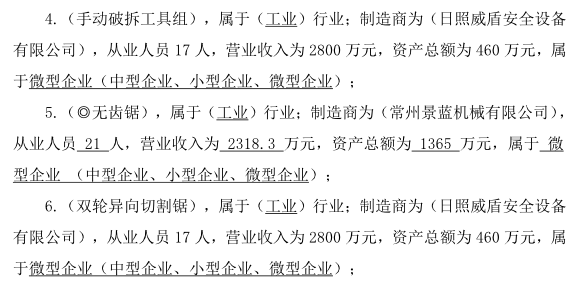 4.（手动破拆工具组），属于（工业）行业；制造商为（日照威盾安全设备
有限公司），从业人员 17 人，营业收入为 2800 万元，资产总额为 460 万元，属
于微型企业（中型企业、小型企业、微型企业）；
5.（◎无齿锯），属于（工业）行业；制造商为（常州景蓝机械有限公司），
从业人员 21 人，营业收入为 2318.3 万元，资产总额为 1365 万元，属于 微
型企业 （中型企业、小型企业、微型企业）；
6.（双轮异向切割锯），属于（工业）行业；制造商为（日照威盾安全设备
有限公司），从业人员 17 人，营业收入为 2800 万元，资产总额为 460 万元，属
于微型企业（中型企业、小型企业、微型企业）；